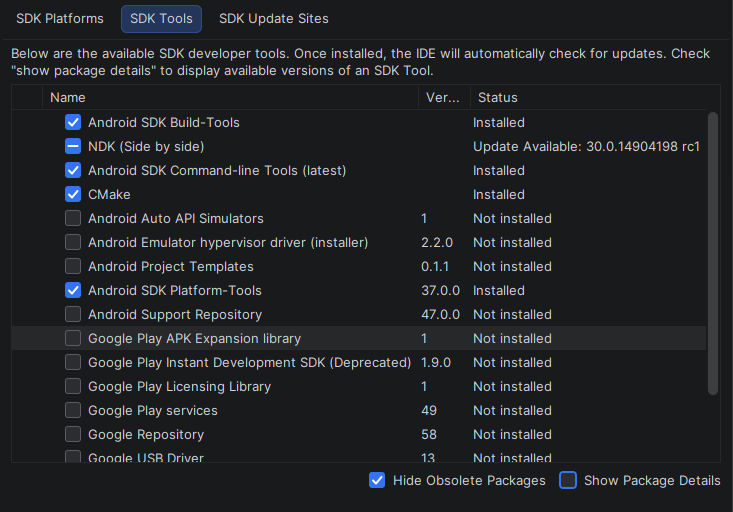 SDK Platforms SDK Tools SDK Update Sites
Below are the available SDK developer tools. Once installed, the IDE will automatically check for updates. Check
"show package details" to display available versions of an SDK Tool.
Name Ver... Status
Android SDK Build-Tools Installed
NDK (Side by side) Update Available: 30.0.14904198 rc1
Android SDK Command-line Tools (latest) Installed
CMake Installed
Android Auto API Simulators 1 Not installed
Android Emulator hypervisor driver (installer) 2.2.0 Not installed
Android Project Templates 0.1.1 Not installed
Android SDK Platform-Tools 37.0.0 Installed
Android Support Repository 47.0.0 Not installed
Google Play APK Expansion library 1 Not installed
Google Play Instant Development SDK (Deprecated) 1.9.0 Not installed
Google Play Licensing Library 1 Not installed
Google Play services 49 Not installed
Google Repository 58 Not installed
Google USB Driver 13 Not installed
Hide Obsolete Packages Show Package Details